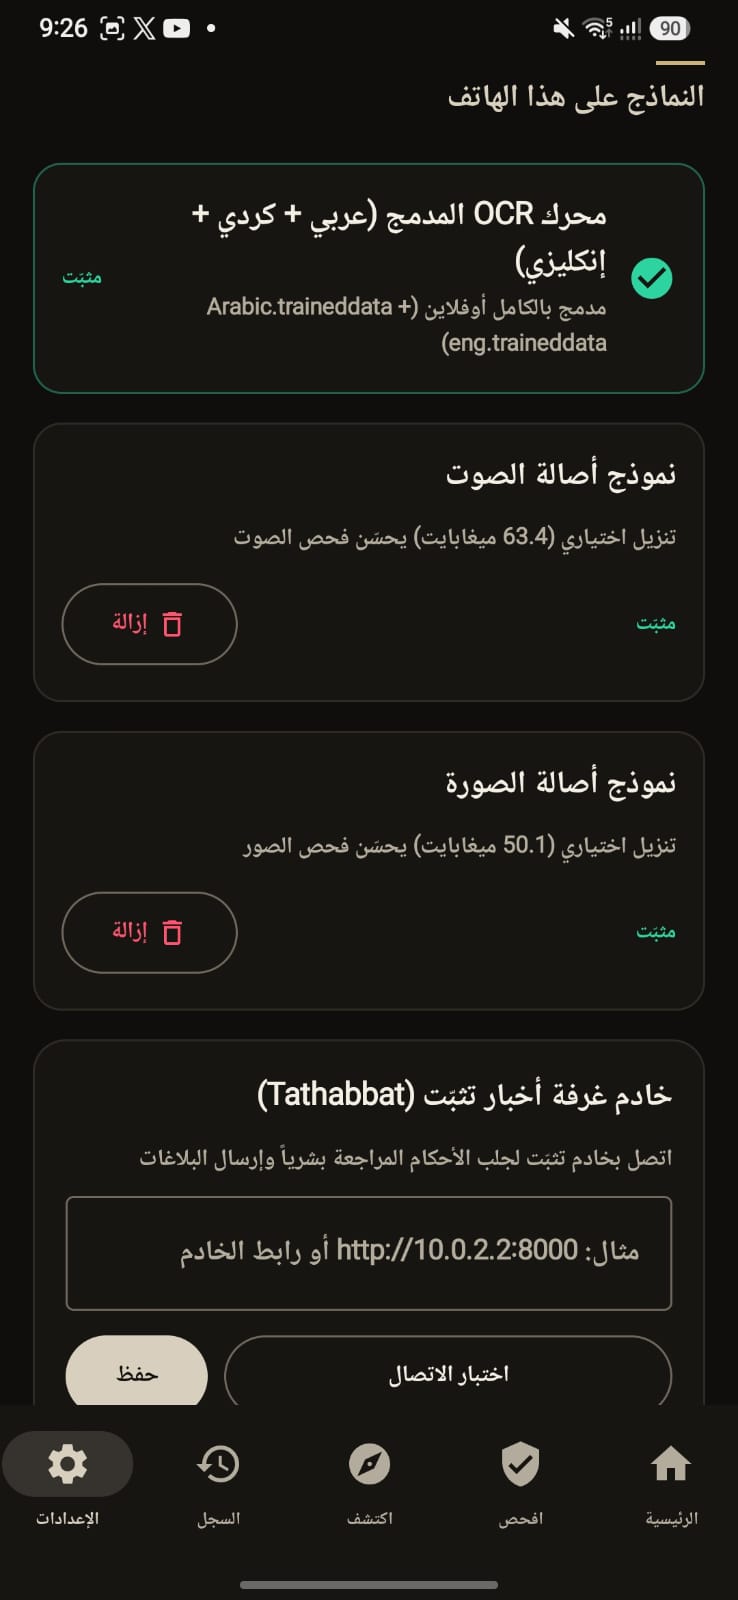 9:26
5
90
النماذج على هذا الهاتف
محرك OCR المدمج (عربي + كردي +
إنكليزي)
مدمج بالكامل أوفلاين (Arabic.traineddata +
eng.traineddata)
مثبّت
نموذج أصالة الصوت
تنزيل اختياري (63.4 ميغابايت) يحسّن فحص الصوت
مثبّت
إزالة
نموذج أصالة الصورة
تنزيل اختياري (50.1 ميغابايت) يحسّن فحص الصور
مثبّت
إزالة
خادم غرفة أخبار تثبّت (Tathabbat)
اتصل بخادم تثبّت لجلب الأحكام المراجعة بشرياً وإرسال البلاغات
مثال: http://10.0.2.2:8000 أو رابط الخادم
اختبار الاتصال
حفظ
الرئيسية
افحص
اكتشف
السجل
الإعدادات